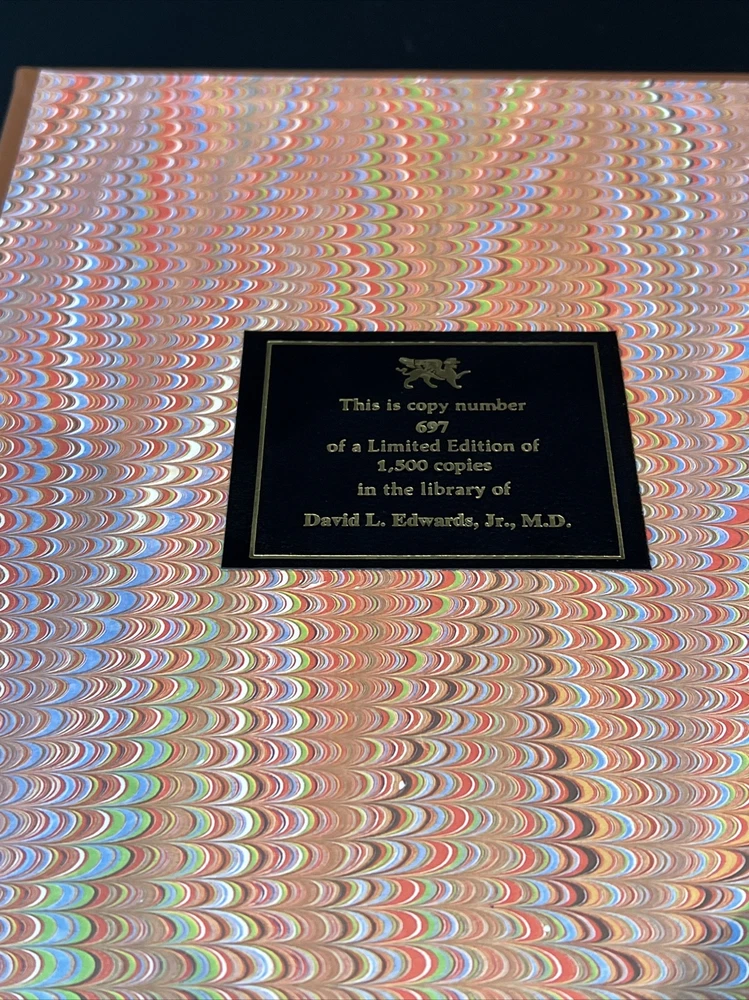 This is copy number
697
of a Limited Edition of
1,500 copies
in the library of
David L. Edwards, Jr., M.D.